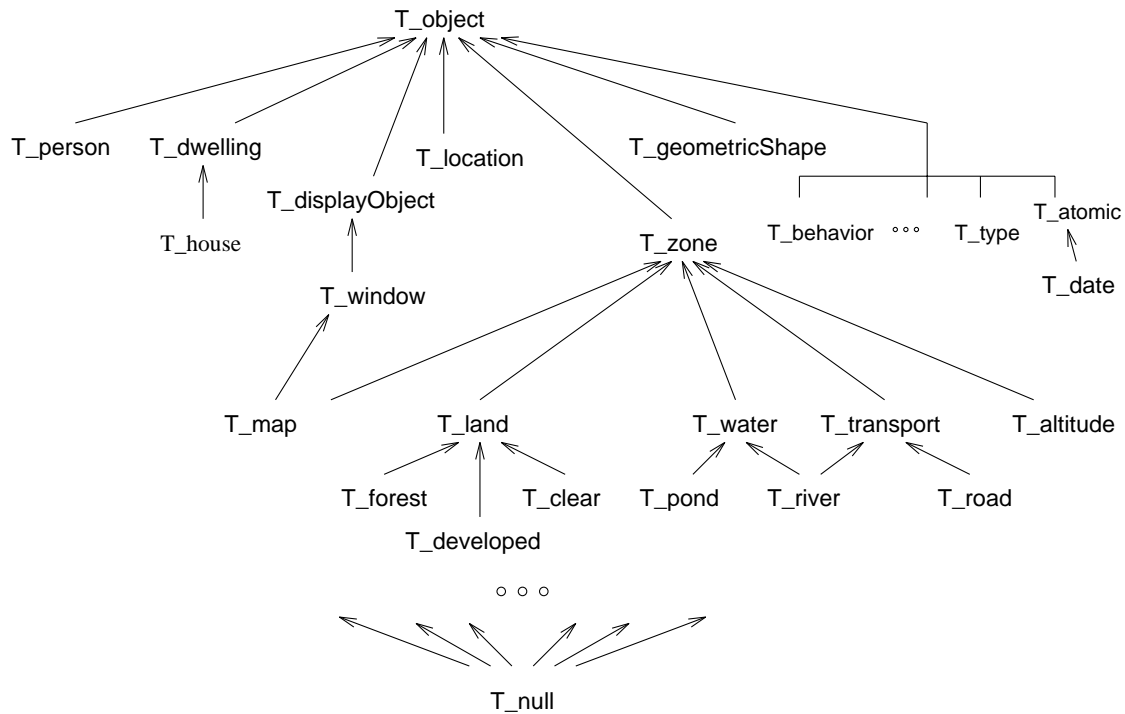 T_object
T_person T_dwelling T_location T_geometricShape
T_displayObject
T_house T_zone T_behavior T_type T_atomic
T_window T_date
T_map T_land T_water T_transport T_altitude
T_forest T_clear T_pond T_river T_road
T_developed
T_null